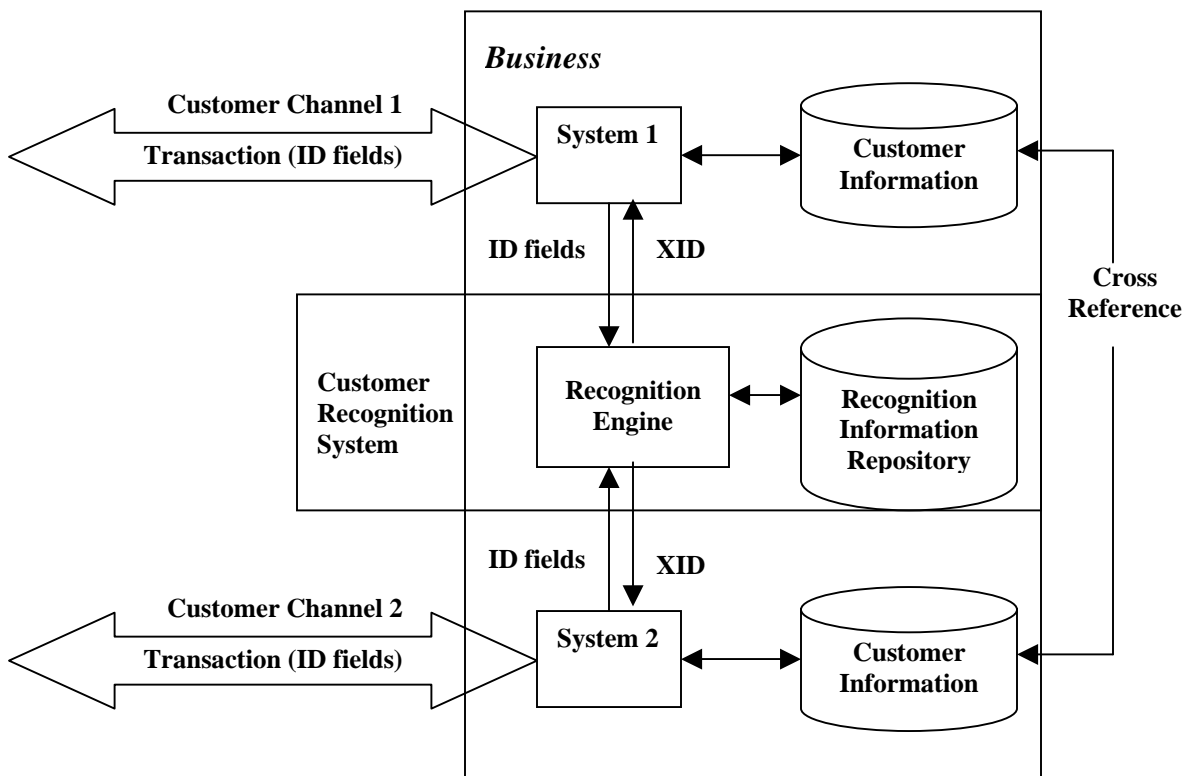 Business
Customer Channel 1
Transaction (ID fields)
System 1
Customer
Information
ID fields
XID
Cross
Reference
Customer
Recognition
System
Recognition
Engine
Recognition
Information
Repository
ID fields
XID
Customer Channel 2
Transaction (ID fields)
System 2
Customer
Information